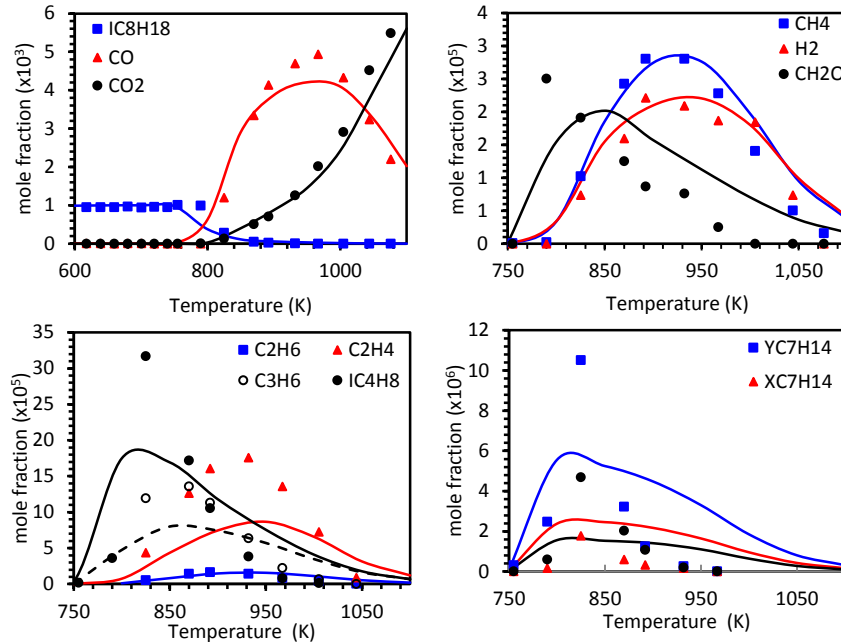 mole fraction (x10³)
6
5
4
3
2
1
0
IC8H18
CO
CO2
600
800
1000
Temperature (K)
mole fraction (x10⁵)
4
3
3
2
2
1
1
0
CH4
H2
CH2O
750
850
950
1,050
Temperature (K)
mole fraction (x10⁵)
35
30
25
20
15
10
5
0
C2H6 C2H4
C3H6 IC4H8
750
850
950
1050
Temperature (K)
mole fraction (x10⁶)
12
10
8
6
4
2
0
YC7H14
XC7H14
750
850
950
1050
Temperature (K)